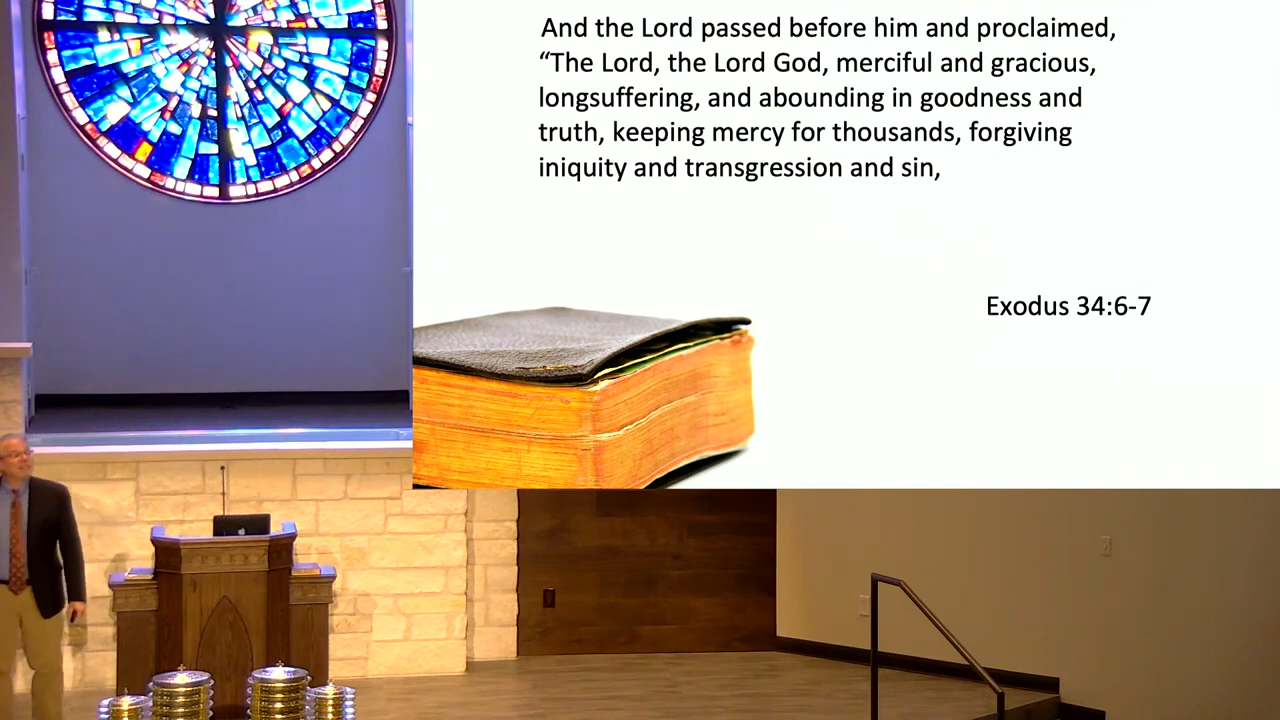 And the Lord passed before him and proclaimed,
“The Lord, the Lord God, merciful and gracious,
longsuffering, and abounding in goodness and
truth, keeping mercy for thousands, forgiving
iniquity and transgression and sin,
Exodus 34:6-7